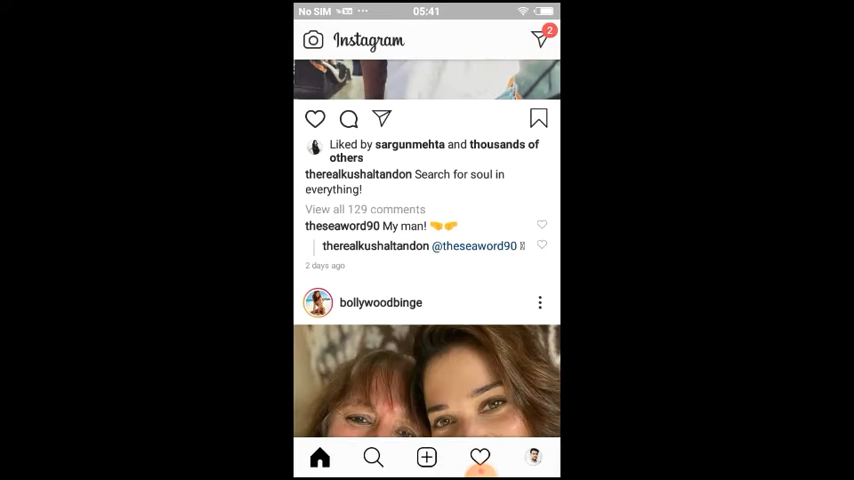 No SIM 05:41
Instagram 2
Liked by sargunmehta and thousands of
others
therealkushaltandon Search for soul in
everything!
View all 129 comments
theseaword90 My man! 🤜🤛
therealkushaltandon @theseaword90
2 days ago
bollywoodbinge